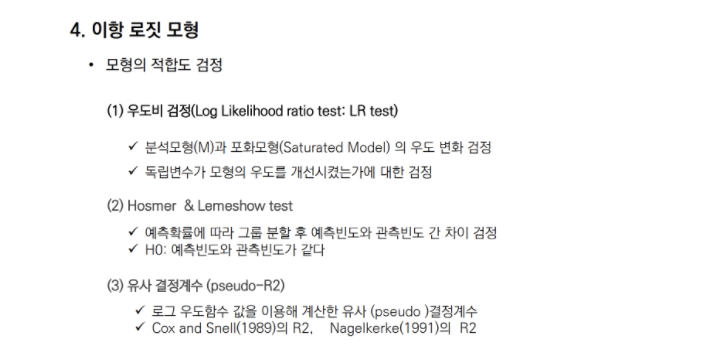 4. 이항 로짓 모형
• 모형의 적합도 검정
(1) 우도비 검정(Log Likelihood ratio test: LR test)
✓ 분석모형(M)과 포화모형(Saturated Model) 의 우도 변화 검정
✓ 독립변수가 모형의 우도를 개선시켰는가에 대한 검정
(2) Hosmer & Lemeshow test
✓ 예측확률에 따라 그룹 분할 후 예측빈도와 관측빈도 간 차이 검정
✓ H0: 예측빈도와 관측빈도가 같다
(3) 유사 결정계수 (pseudo-R2)
✓ 로그 우도함수 값을 이용해 계산한 유사 (pseudo )결정계수
✓ Cox and Snell(1989)의 R2, Nagelkerke(1991)의 R2